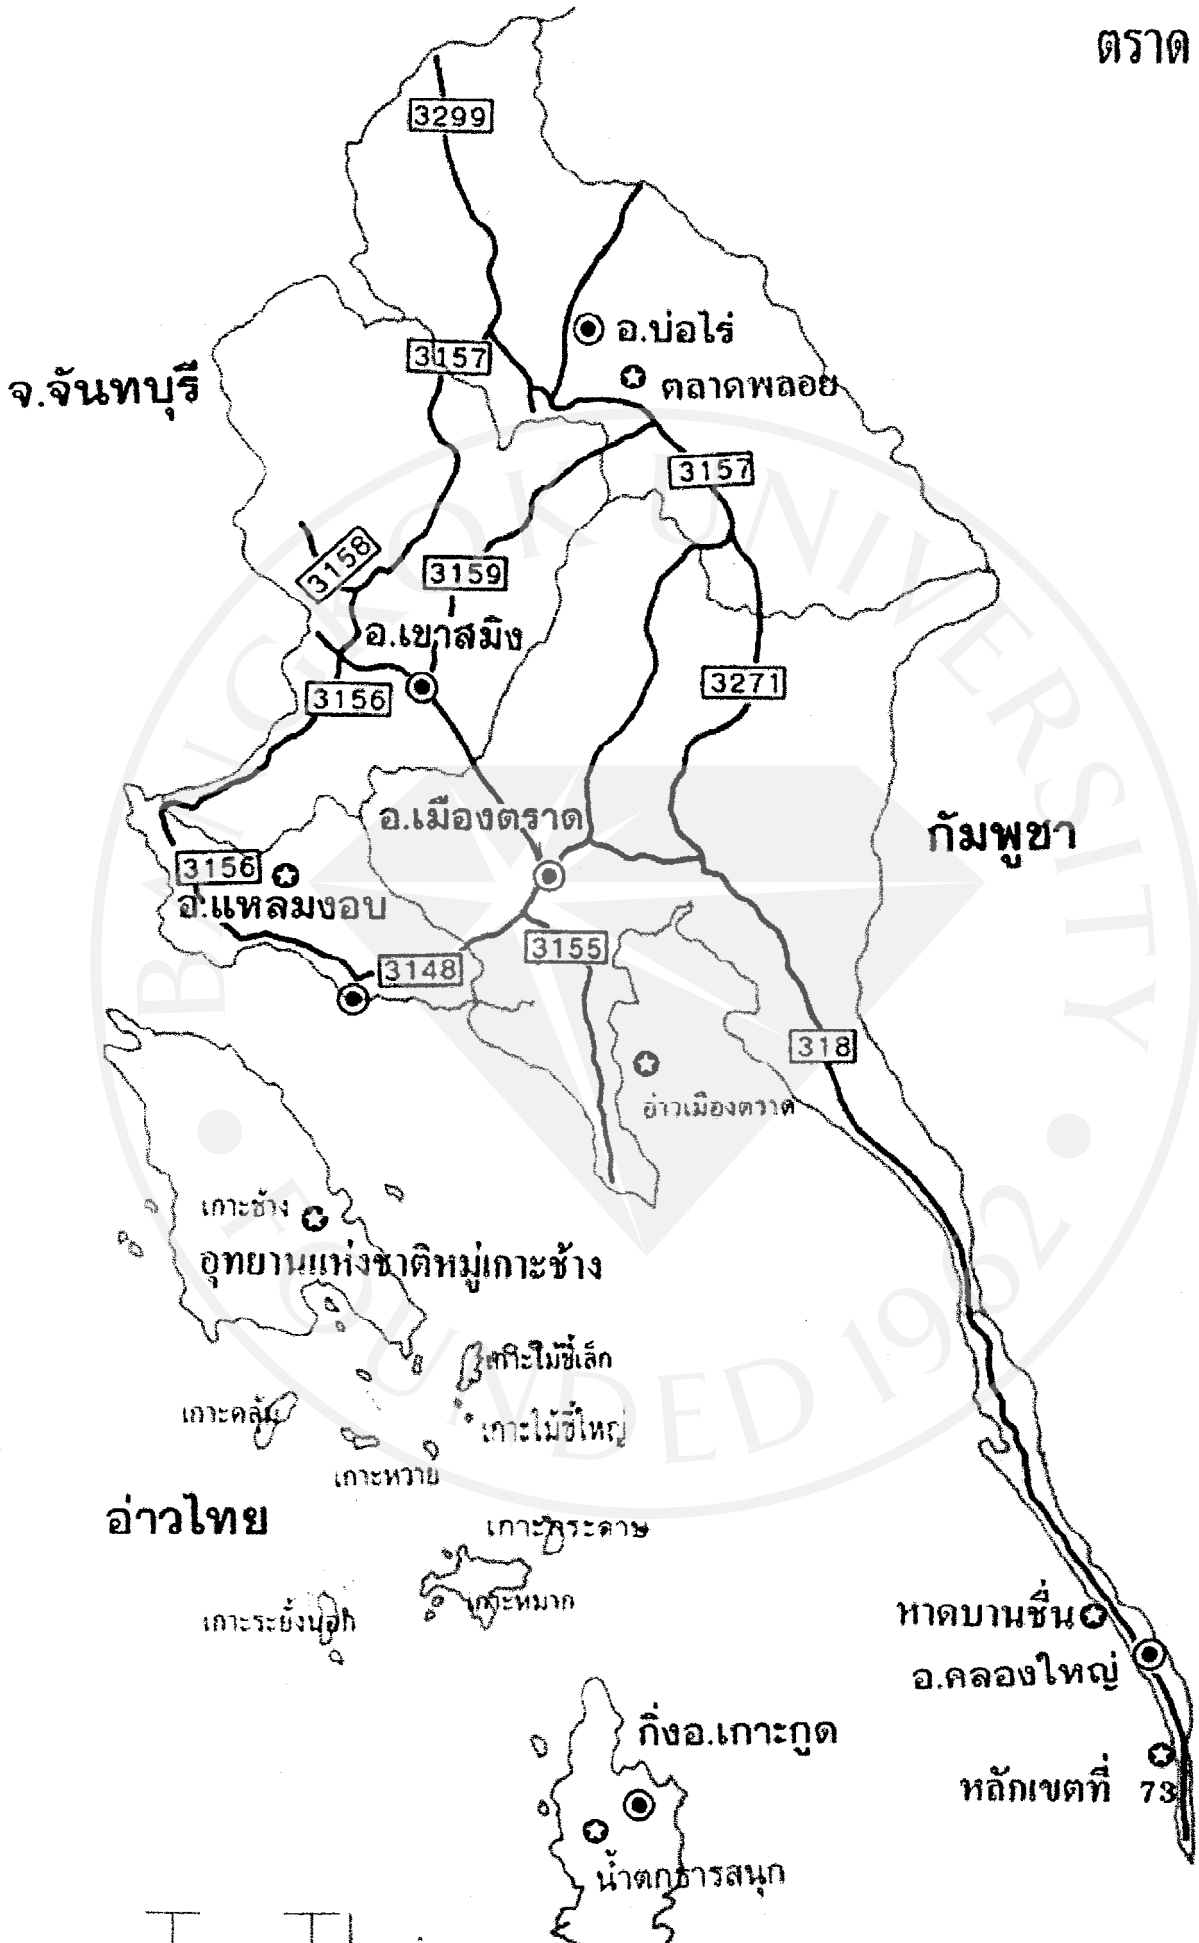 ตราด
3299
อ.บ่อไร่
3157
ตลาดพลอย
จ.จันทบุรี
3157
3158
3159
อ.เขาสมิง
3156
3271
อ.เมืองตราด
กัมพูชา
3156
อ.แหลมงอบ
3155
3148
318
อ่าวเมืองตราด
เกาะช้าง
อุทยานแห่งชาติหมู่เกาะช้าง
เกาะไม้ซี้เล็ก
เกาะคลุ้ม
เกาะไม้ซี้ใหญ่
เกาะหวาย
อ่าวไทย
เกาะกระดาษ
เกาะหมาก
เกาะระยั้งนอก
หาดบานชื่น
อ.คลองใหญ่
กิ่งอ.เกาะกูด
หลักเขตที่ 73
น้ำตกธารสนุก
BANGKOK UNIVERSITY
FOUNDED 1962